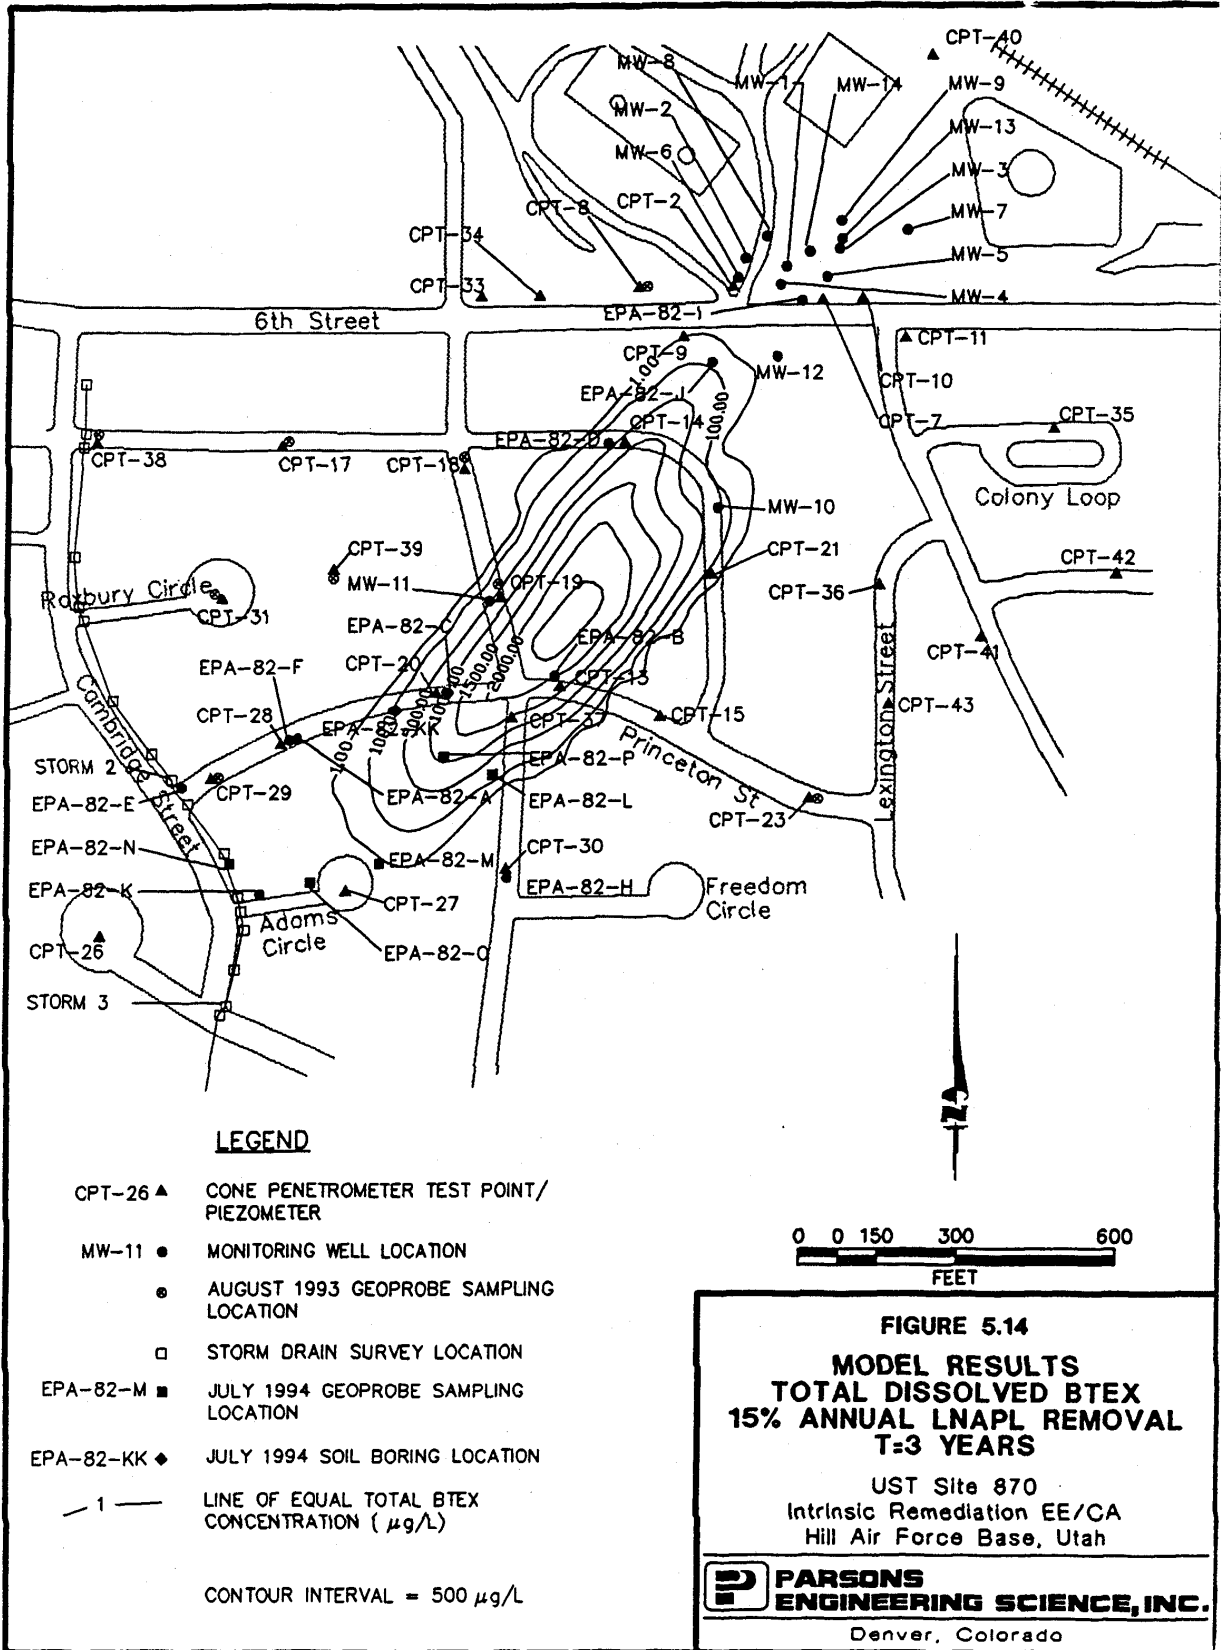 CPT-40
MW-8
MW-1
MW-14
MW-9
MW-2
MW-13
MW-6
MW-3
CPT-8
CPT-2
MW-7
CPT-34
MW-5
CPT-33
MW-4
EPA-82-I
6th Street
CPT-9
CPT-11
MW-12
1.00
CPT-10
EPA-82-J
100.00
CPT-14
CPT-7
CPT-35
EPA-82-D
CPT-38
CPT-17
CPT-18
Colony Loop
MW-10
CPT-39
CPT-21
CPT-42
MW-11
CPT-19
CPT-36
Roxbury Circle
CPT-31
EPA-82-C
EPA-82-B
CPT-41
EPA-82-F
CPT-20
1500.00
2000.00
CPT-13
Lexington Street
CPT-43
CPT-28
EPA-82-KK
CPT-37
CPT-15
1.00
Cambridge Street
Princeton St
STORM 2
EPA-82-P
EPA-82-E
CPT-29
EPA-82-A
EPA-82-L
CPT-23
EPA-82-N
EPA-82-M
CPT-30
EPA-82-K
EPA-82-H
Freedom
Circle
CPT-27
Adams
Circle
CPT-26
EPA-82-O
STORM 3
N
LEGEND
CPT-26 CONE PENETROMETER TEST POINT/
PIEZOMETER
MW-11 MONITORING WELL LOCATION
AUGUST 1993 GEOPROBE SAMPLING
LOCATION
STORM DRAIN SURVEY LOCATION
EPA-82-M JULY 1994 GEOPROBE SAMPLING
LOCATION
EPA-82-KK JULY 1994 SOIL BORING LOCATION
1 LINE OF EQUAL TOTAL BTEX
CONCENTRATION ( µg/L)
CONTOUR INTERVAL = 500 µg/L
0 0 150 300 600
FEET
FIGURE 5.14
MODEL RESULTS
TOTAL DISSOLVED BTEX
15% ANNUAL LNAPL REMOVAL
T=3 YEARS
UST Site 870
Intrinsic Remediation EE/CA
Hill Air Force Base, Utah
PARSONS
ENGINEERING SCIENCE, INC.
Denver, Colorado